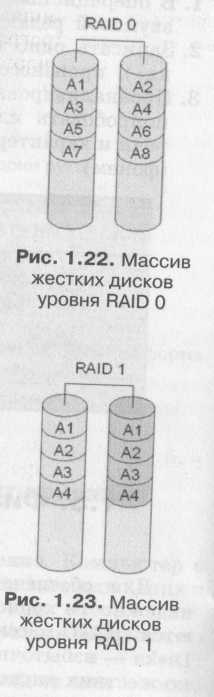 RAID 0
A1 A2
A3 A4
A5 A6
A7 A8
Рис. 1.22. Массив
жестких дисков
уровня RAID 0
RAID 1
A1 A1
A2 A2
A3 A3
A4 A4
Рис. 1.23. Массив
жестких дисков
уровня RAID 1